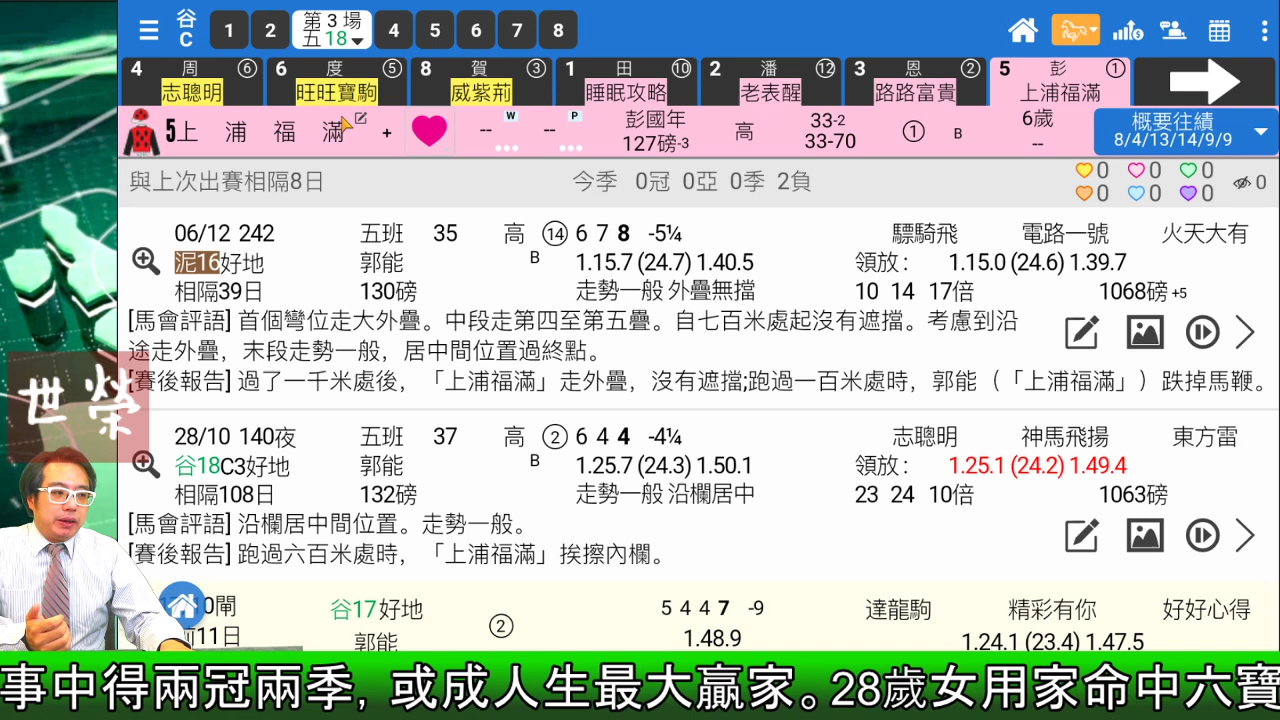 谷
C
1 2 第3場
五18 4 5 6 7 8
4 周 ⑥
志聰明
6 度 ⑤
旺旺寶駒
8 賀 ③
威紫荊
1 田 ⑩
睡眠攻略
2 潘 ⑫
老表醒
3 恩 ②
路路富貴
5 彭 ①
上浦福滿
5上浦福滿 + -- W -- P 彭國年
127磅-3 高 33-2
33-70 ① B 6歲
-- 概要往績
8/4/13/14/9/9
與上次出賽相隔8日 今季 0冠 0亞 0季 2負 0 0 0
0 0 0 0
06/12 242 五班 35 高 ⑭ 6 7 8 -5¼ 驃騎飛 電路一號 火天大有
泥16好地 郭能 B 1.15.7 (24.7) 1.40.5 領放： 1.15.0 (24.6) 1.39.7
相隔39日 130磅 走勢一般 外疊無擋 10 14 17倍 1068磅 +5
[馬會評語] 首個彎位走大外疊。中段走第四至第五疊。自七百米處起沒有遮擋。考慮到沿
途走外疊，末段走勢一般，居中間位置過終點。
[賽後報告] 過了一千米處後，「上浦福滿」走外疊，沒有遮擋;跑過一百米處時，郭能（「上浦福滿」）跌掉馬鞭。
28/10 140夜 五班 37 高 ② 6 4 4 -4¼ 志聰明 神馬飛揚 東方雷
谷18C3好地 郭能 B 1.25.7 (24.3) 1.50.1 領放： 1.25.1 (24.2) 1.49.4
相隔108日 132磅 走勢一般 沿欄居中 23 24 10倍 1063磅
[馬會評語] 沿欄居中間位置。走勢一般。
[賽後報告] 跑過六百米處時，「上浦福滿」挨擦內欄。
10閘 谷17好地 ② 5 4 4 7 -9 達龍駒 精彩有你 好好心得
前11日 郭能 1.48.9 1.24.1 (23.4) 1.47.5
世榮
事中得兩冠兩季，或成人生最大贏家。28歲女用家命中六寶